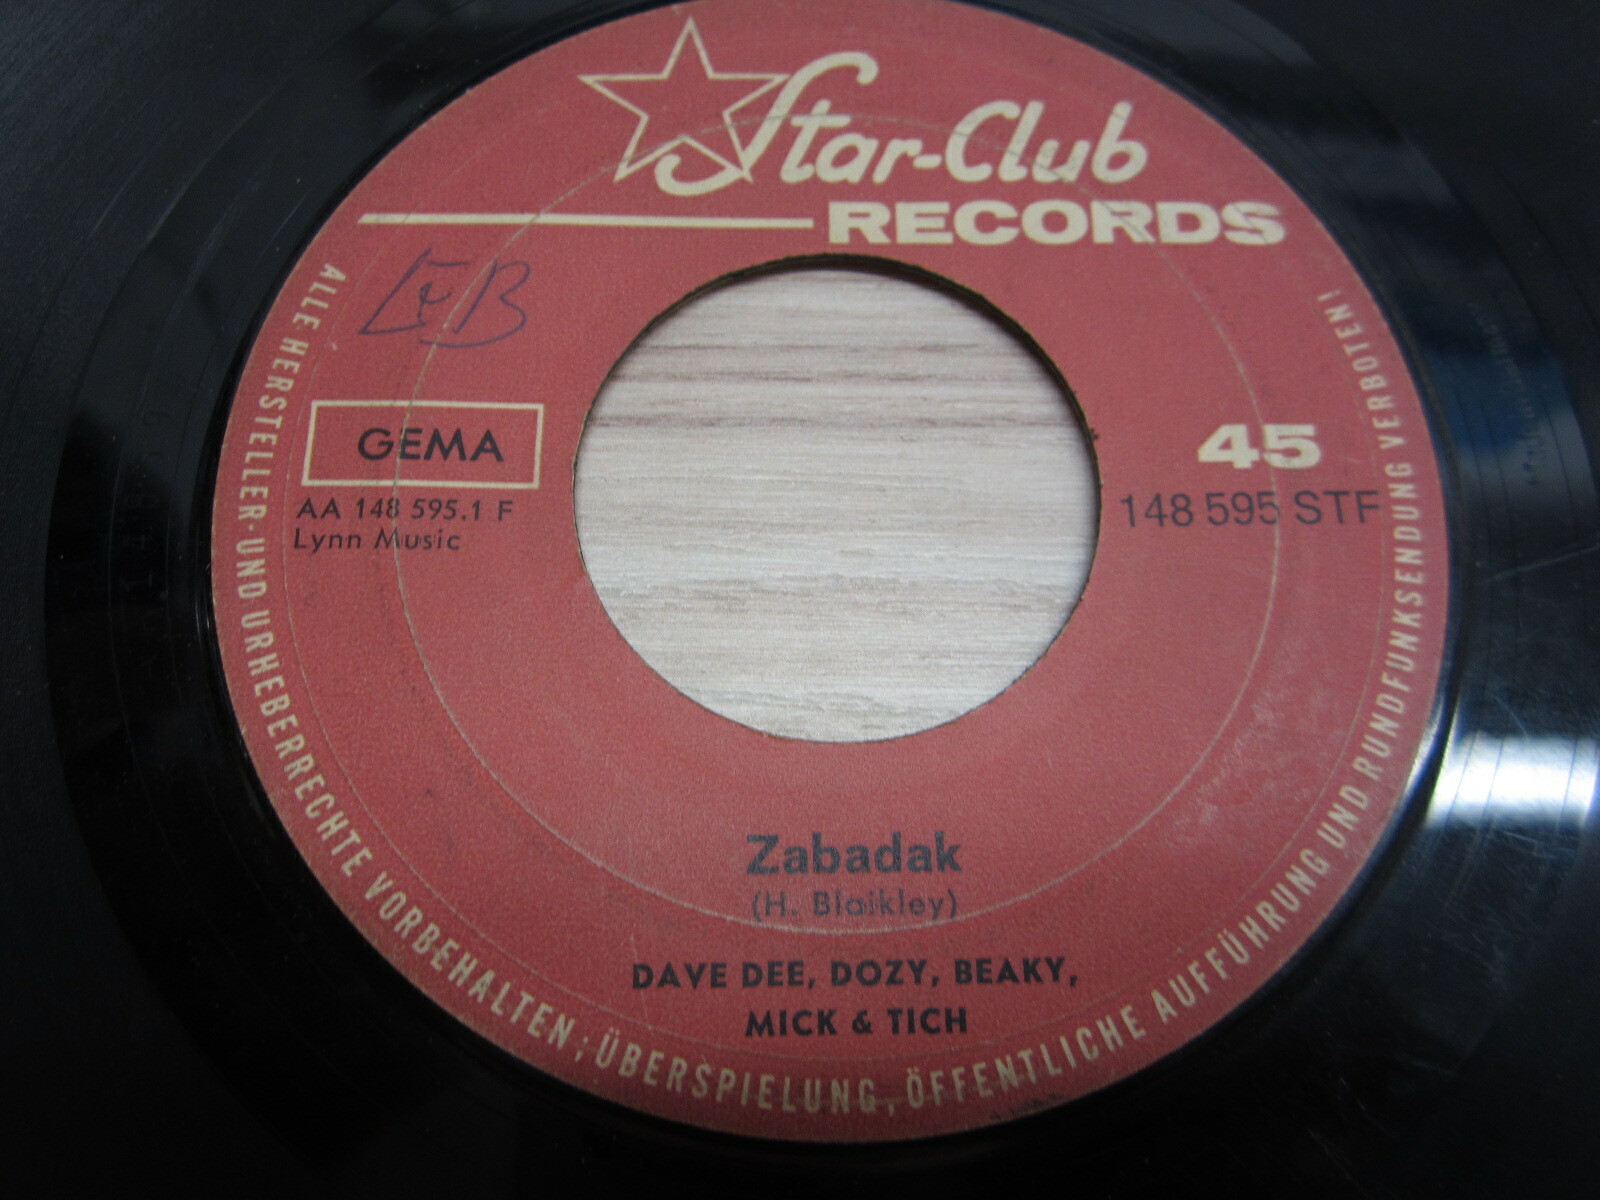 Star-Club
RECORDS
GEMA
AA 148 595.1 F
Lynn Music
45
148 595 STF
Zabadak
(H. Blaikley)
DAVE DEE, DOZY, BEAKY,
MICK & TICH
ALLE HERSTELLER- UND URHEBERRECHTE VORBEHALTEN; ÜBERSPIELUNG, ÖFFENTLICHE AUFFÜHRUNG UND RUNDFUNKSENDUNG VERBOTEN!